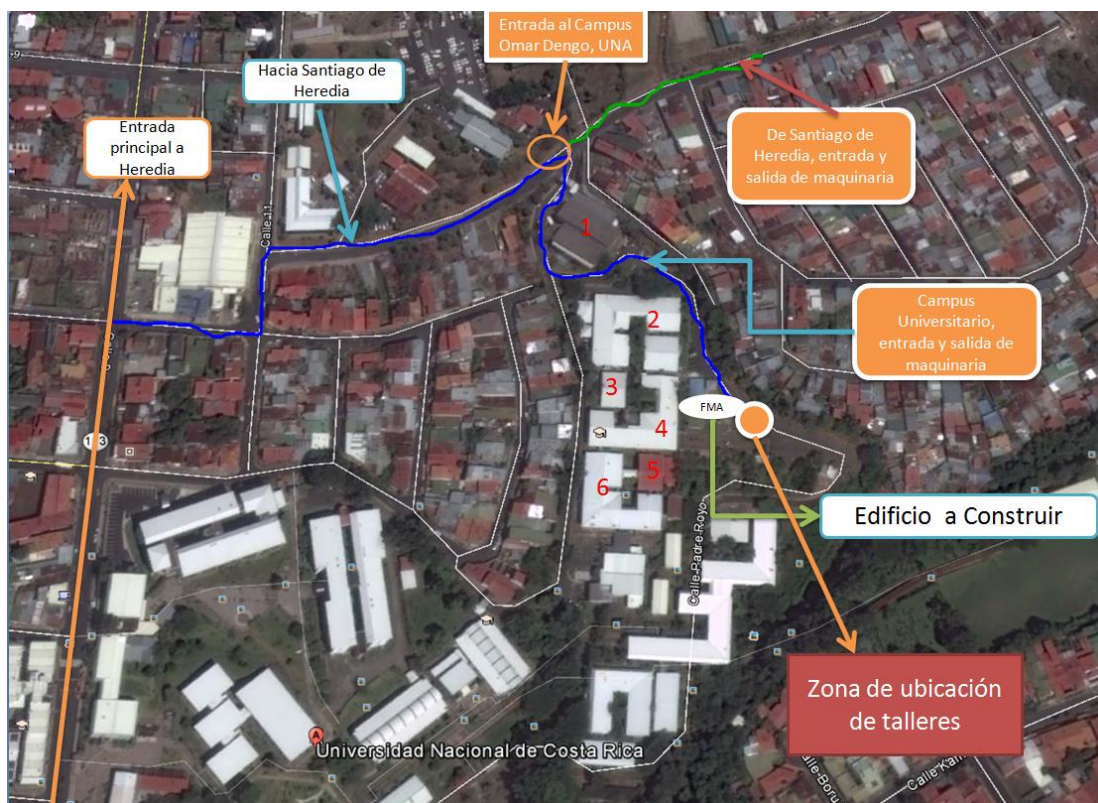 Entrada al Campus
Omar Dengo, UNA
Hacia Santiago de
Heredia
Entrada
principal a
Heredia
De Santiago de
Heredia, entrada y
salida de maquinaria
Calle 11
1
Campus
Universitario,
entrada y salida de
maquinaria
2
3
FMA
4
5
6
Edificio a Construir
Calle-Padre Royo
Zona de ubicación
de talleres
A
Universidad Nacional de Costa Rica